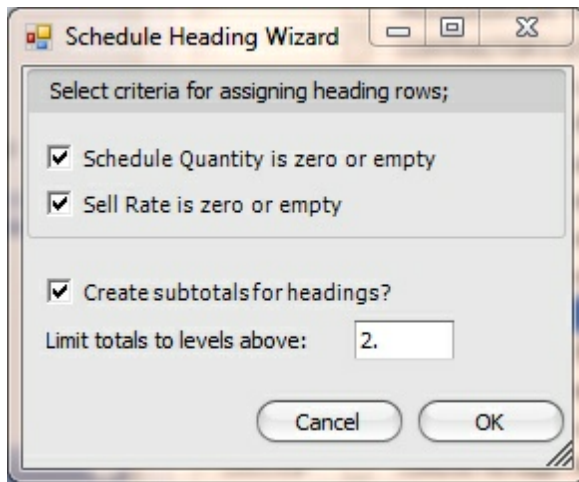 Schedule Heading Wizard
Select criteria for assigning heading rows;
Schedule Quantity is zero or empty
Sell Rate is zero or empty
Create subtotals for headings?
Limit totals to levels above: 2.
Cancel OK